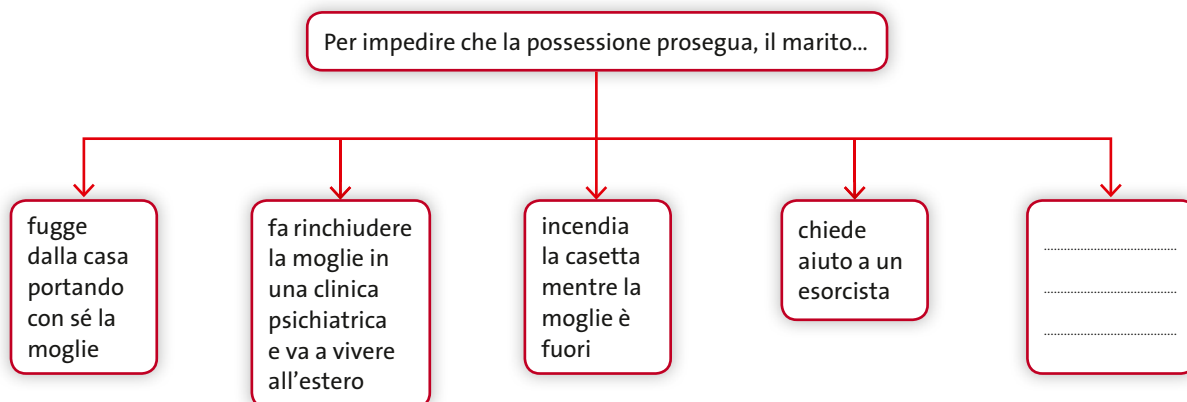 Per impedire che la possessione prosegua, il marito...
fugge
dalla casa
portando
con sé la
moglie
fa rinchiudere
la moglie in
una clinica
psichiatrica
e va a vivere
all'estero
incendia
la casetta
mentre la
moglie è
fuori
chiede
aiuto a un
esorcista